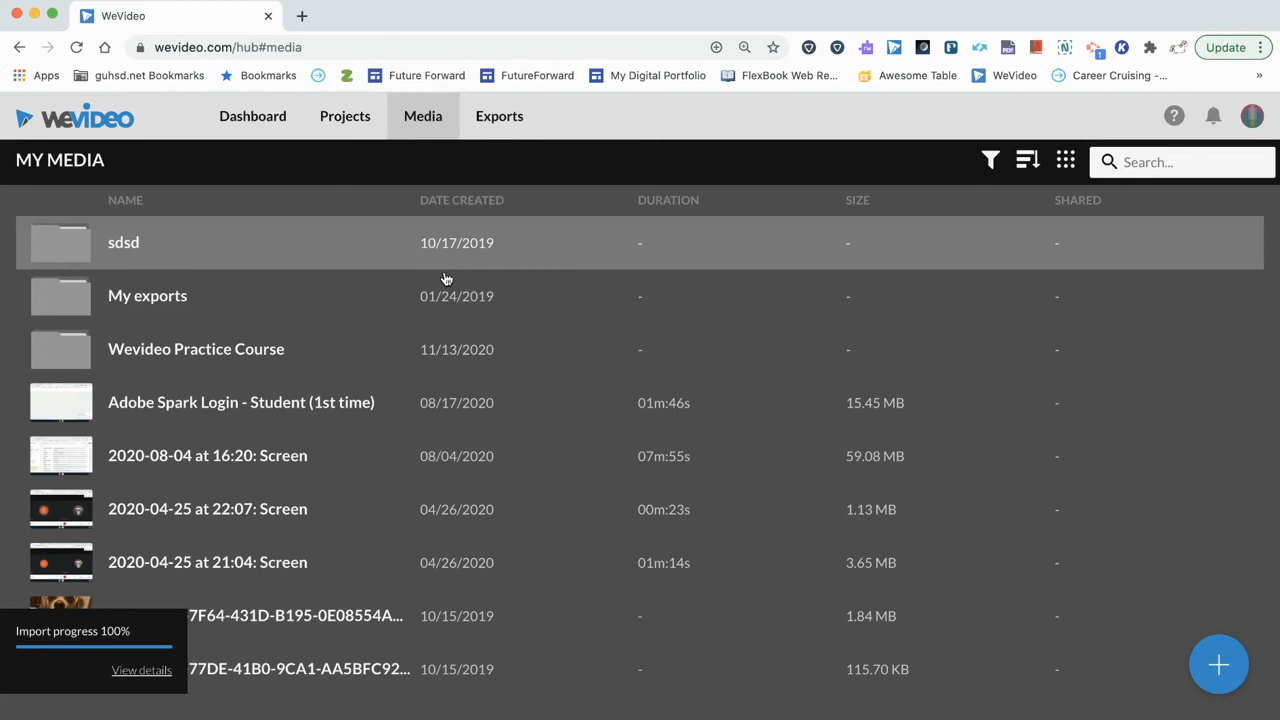 WeVideo
wevideo.com/hub#media
Update
Apps
guhsd.net Bookmarks
Bookmarks
Future Forward
FutureForward
My Digital Portfolio
FlexBook Web Re...
Awesome Table
WeVideo
Career Cruising -...
»
wevideo
Dashboard
Projects
Media
Exports
MY MEDIA
Search...
NAME DATE CREATED DURATION SIZE SHARED
sdsd 10/17/2019 - - -
My exports 01/24/2019 - - -
Wevideo Practice Course 11/13/2020 - - -
Adobe Spark Login - Student (1st time) 08/17/2020 01m:46s 15.45 MB -
2020-08-04 at 16:20: Screen 08/04/2020 07m:55s 59.08 MB -
2020-04-25 at 22:07: Screen 04/26/2020 00m:23s 1.13 MB -
2020-04-25 at 21:04: Screen 04/26/2020 01m:14s 3.65 MB -
7F64-431D-B195-0E08554A... 10/15/2019 - 1.84 MB -
77DE-41B0-9CA1-AA5BFC92... 10/15/2019 - 115.70 KB -
Import progress 100%
View details